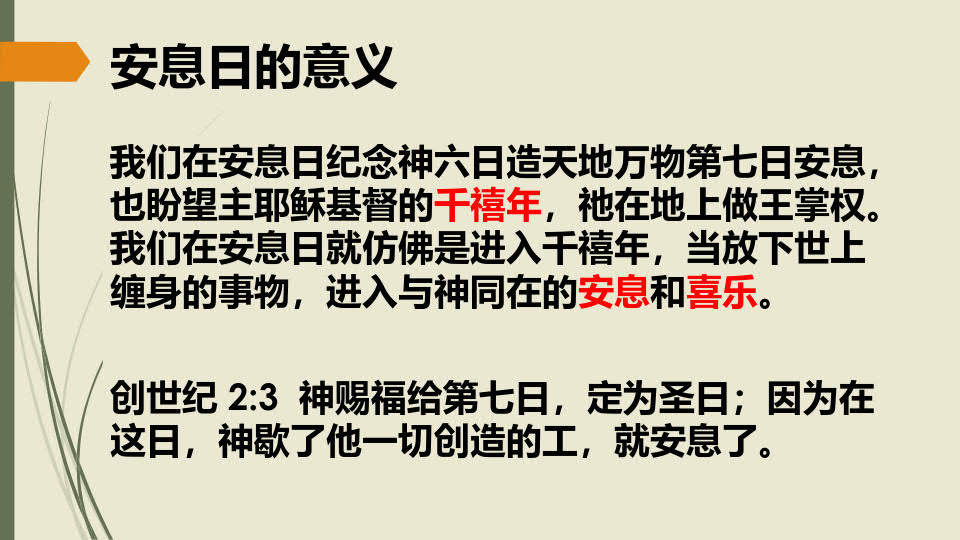 安息日的意义
我们在安息日纪念神六日造天地万物第七日安息，
也盼望主耶稣基督的千禧年，祂在地上做王掌权。
我们在安息日就仿佛是进入千禧年，当放下世上
缠身的事物，进入与神同在的安息和喜乐。
创世纪 2:3 神赐福给第七日，定为圣日；因为在
这日，神歇了他一切创造的工，就安息了。